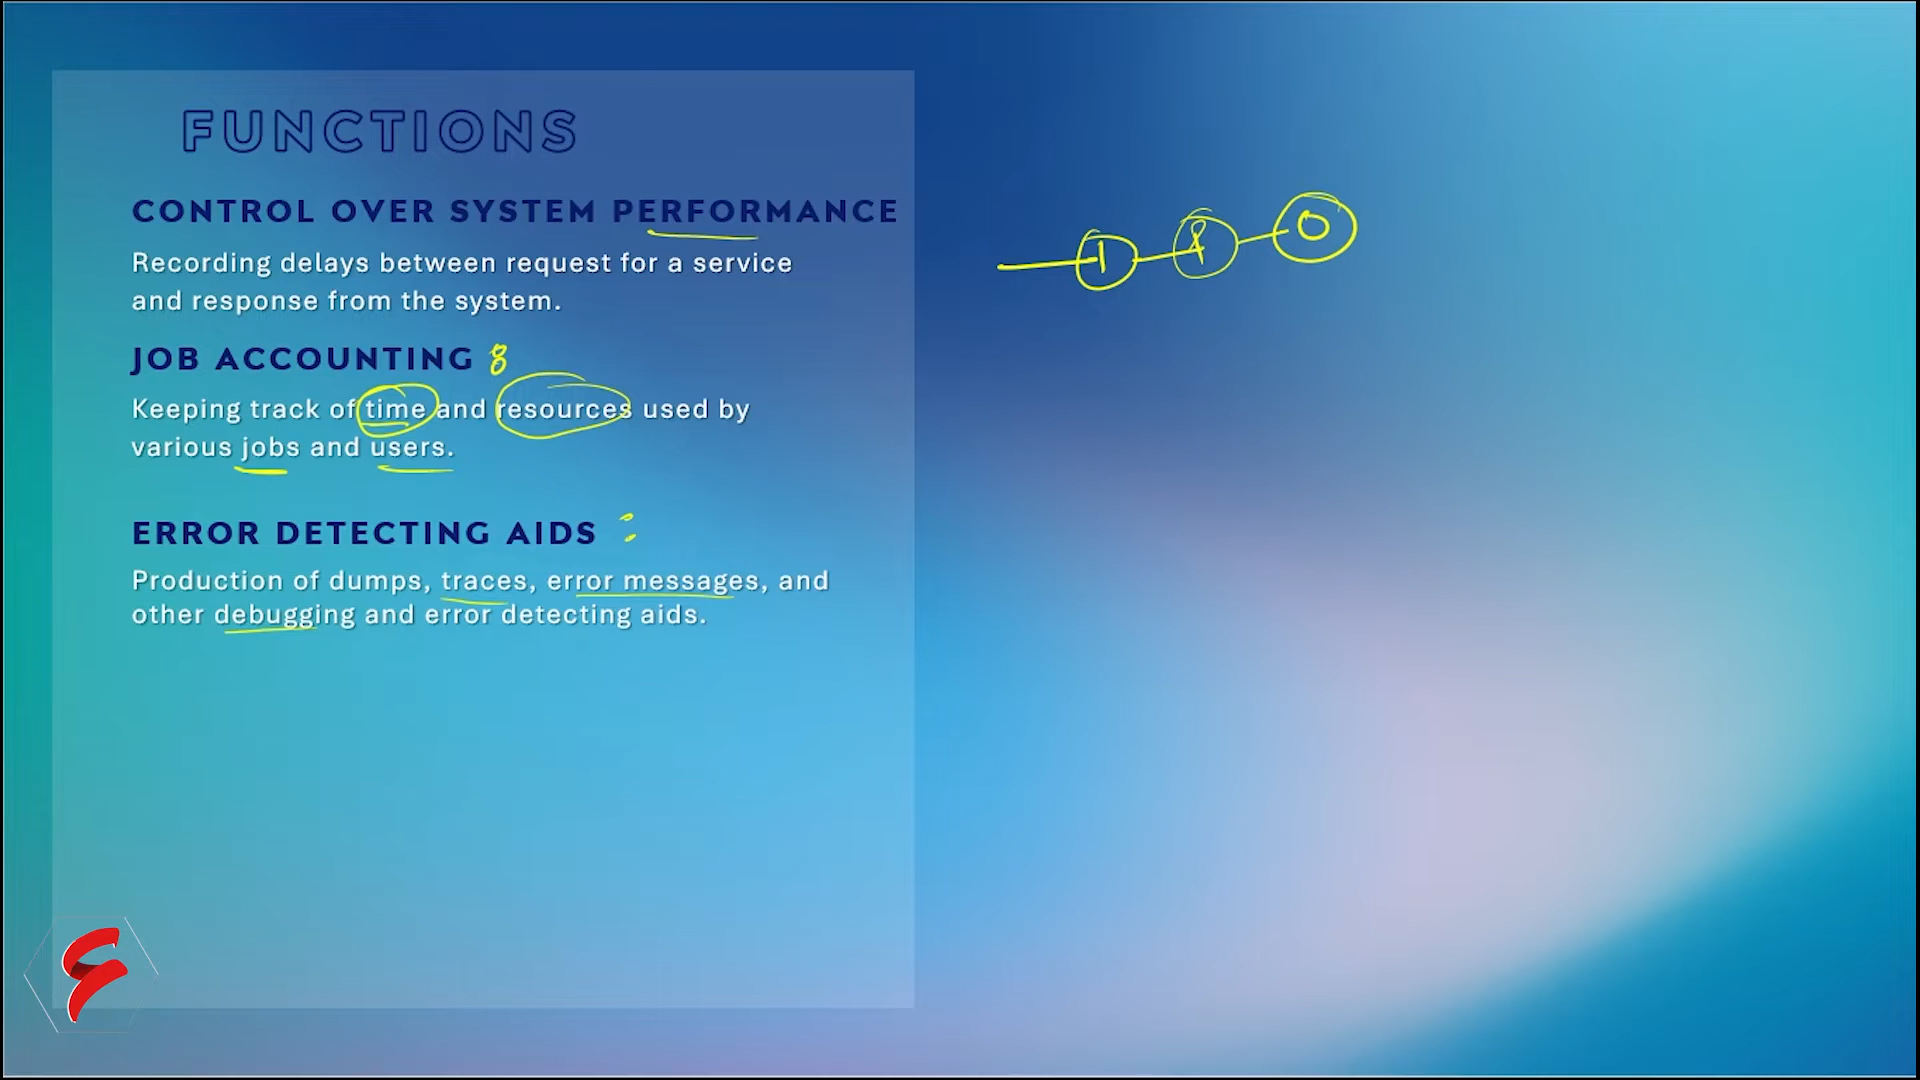 FUNCTIONS
CONTROL OVER SYSTEM PERFORMANCE
Recording delays between request for a service
and response from the system.
JOB ACCOUNTING :
Keeping track of time and resources used by
various jobs and users.
ERROR DETECTING AIDS :
Production of dumps, traces, error messages, and
other debugging and error detecting aids.
I P O